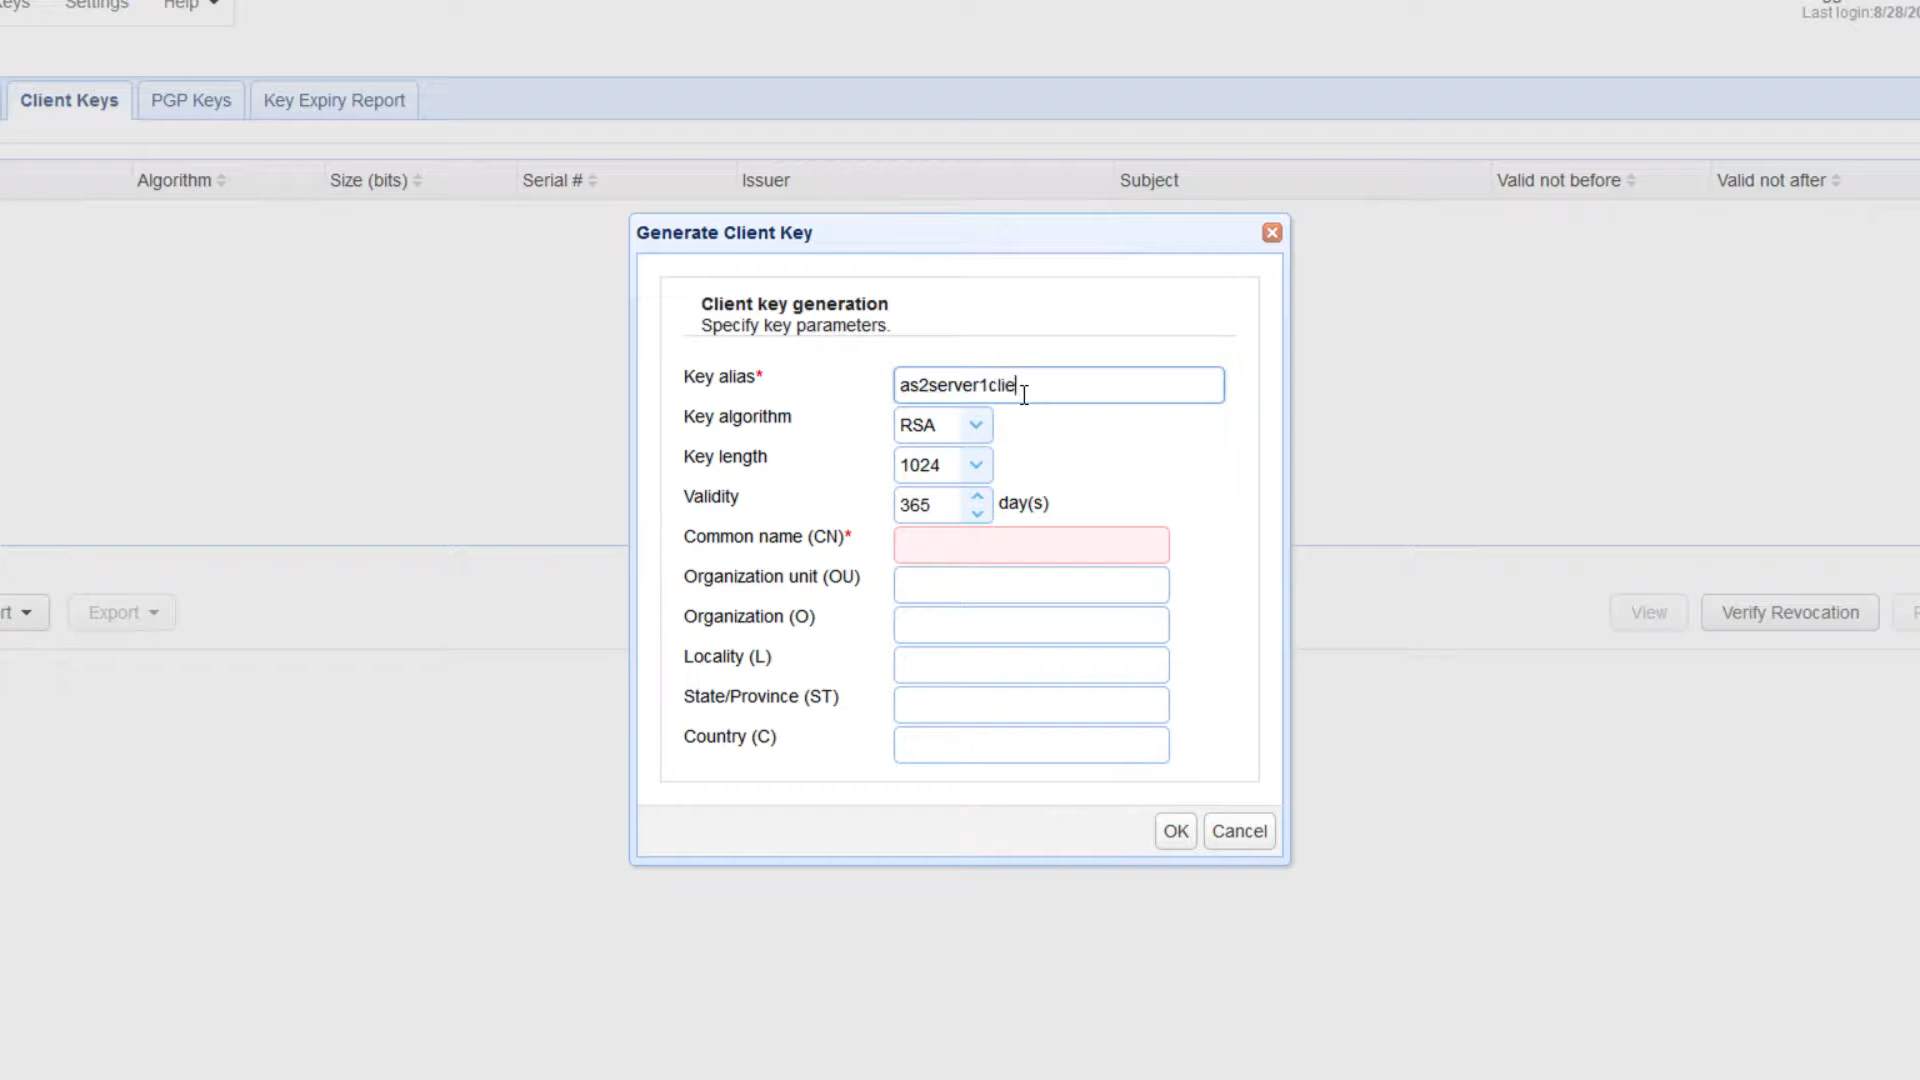 Settings Help
Last login:8/28/20
Client Keys PGP Keys Key Expiry Report
Algorithm Size (bits) Serial # Issuer Subject Valid not before Valid not after
Generate Client Key
Client key generation
Specify key parameters.
Key alias* as2server1clie
Key algorithm RSA
Key length 1024
Validity 365 day(s)
Common name (CN)*
Organization unit (OU)
Export View Verify Revocation
Organization (O)
Locality (L)
State/Province (ST)
Country (C)
OK Cancel